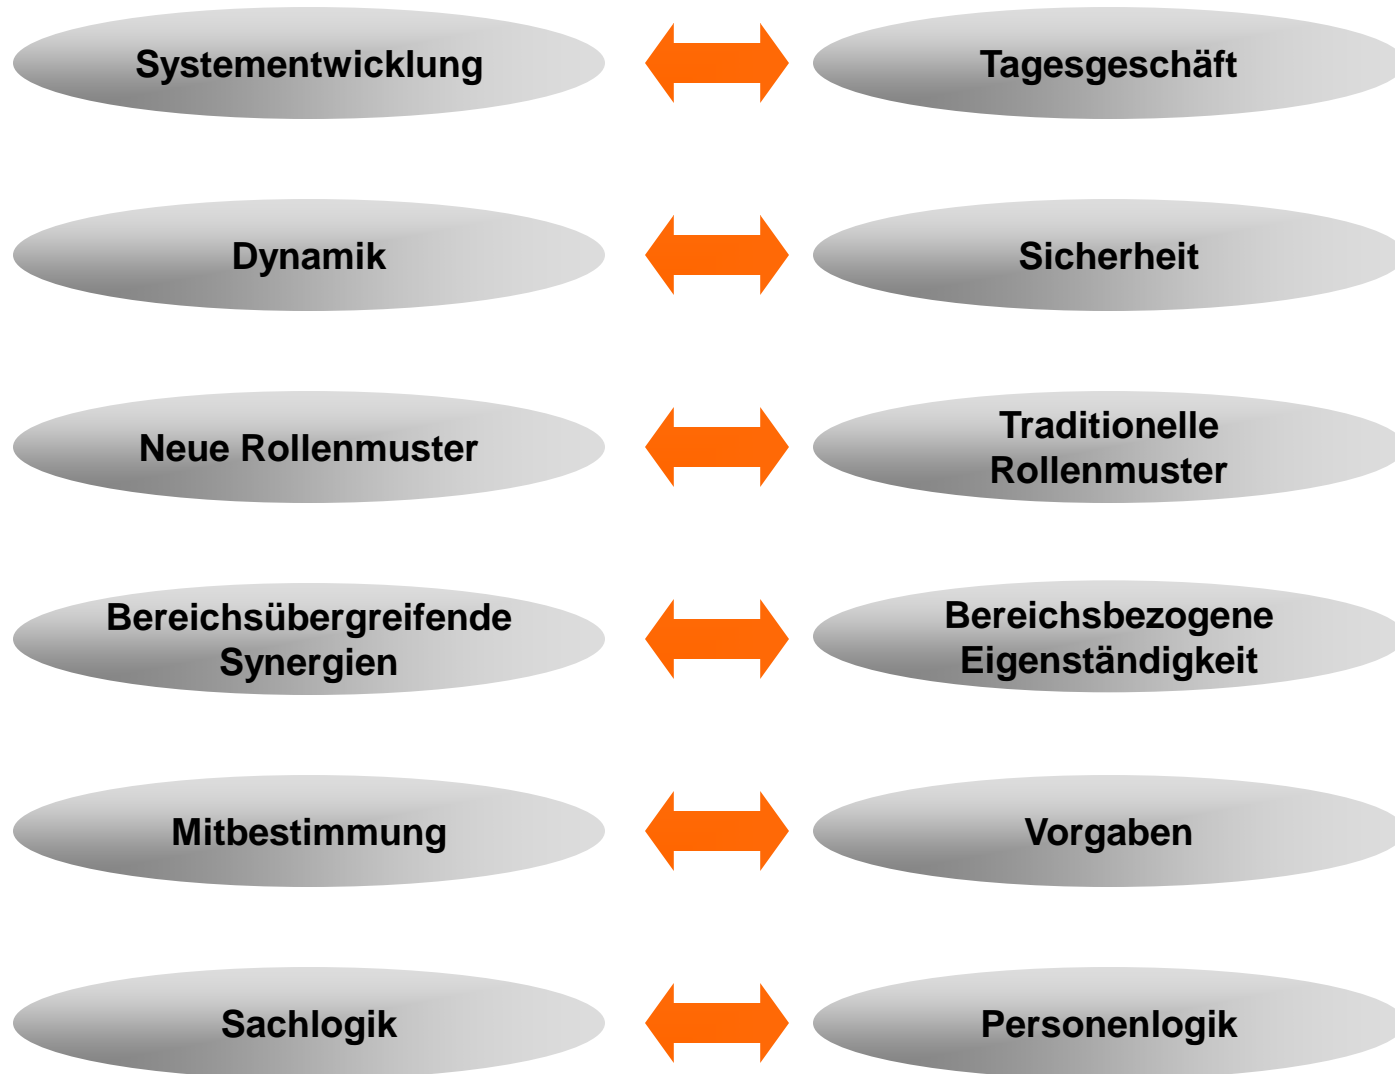 Systementwicklung
Tagesgeschäft
Dynamik
Sicherheit
Neue Rollenmuster
Traditionelle
Rollenmuster
Bereichsübergreifende
Synergien
Bereichsbezogene
Eigenständigkeit
Mitbestimmung
Vorgaben
Sachlogik
Personenlogik